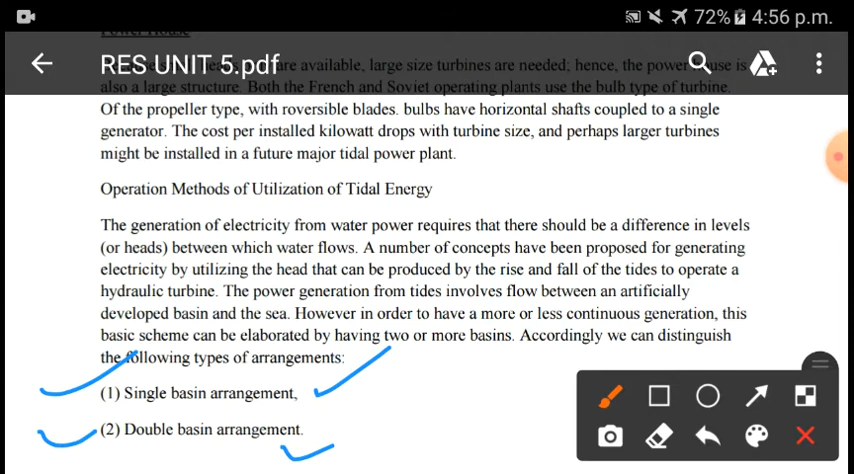 72% 4:56 p.m.
Power House
RES UNIT 5.pdf
are available, large size turbines are needed; hence, the power house is
also a large structure. Both the French and Soviet operating plants use the bulb type of turbine.
Of the propeller type, with roversible blades. bulbs have horizontal shafts coupled to a single
generator. The cost per installed kilowatt drops with turbine size, and perhaps larger turbines
might be installed in a future major tidal power plant.
Operation Methods of Utilization of Tidal Energy
The generation of electricity from water power requires that there should be a difference in levels
(or heads) between which water flows. A number of concepts have been proposed for generating
electricity by utilizing the head that can be produced by the rise and fall of the tides to operate a
hydraulic turbine. The power generation from tides involves flow between an artificially
developed basin and the sea. However in order to have a more or less continuous generation, this
basic scheme can be elaborated by having two or more basins. Accordingly we can distinguish
the following types of arrangements:
(1) Single basin arrangement,
(2) Double basin arrangement.